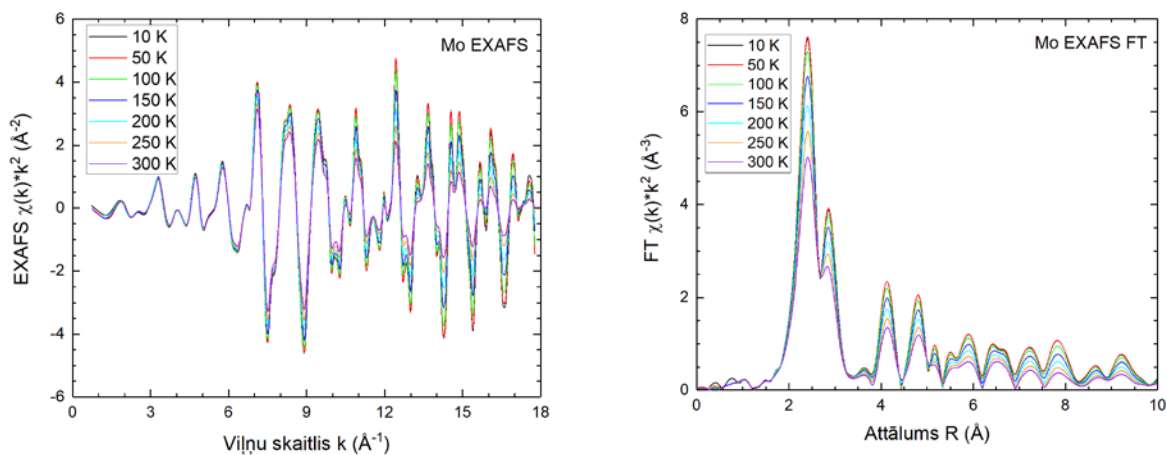 Mo EXAFS
10 K
50 K
100 K
150 K
200 K
250 K
300 K
6
4
2
0
-2
-4
-6
0
3
6
9
12
15
18
EXAFS χ(k)*k² (Å⁻²)
Viļņu skaitlis k (Å⁻¹)
Mo EXAFS FT
10 K
50 K
100 K
150 K
200 K
250 K
300 K
8
6
4
2
0
0
2
4
6
8
10
FT χ(k)*k² (Å⁻³)
Attālums R (Å)